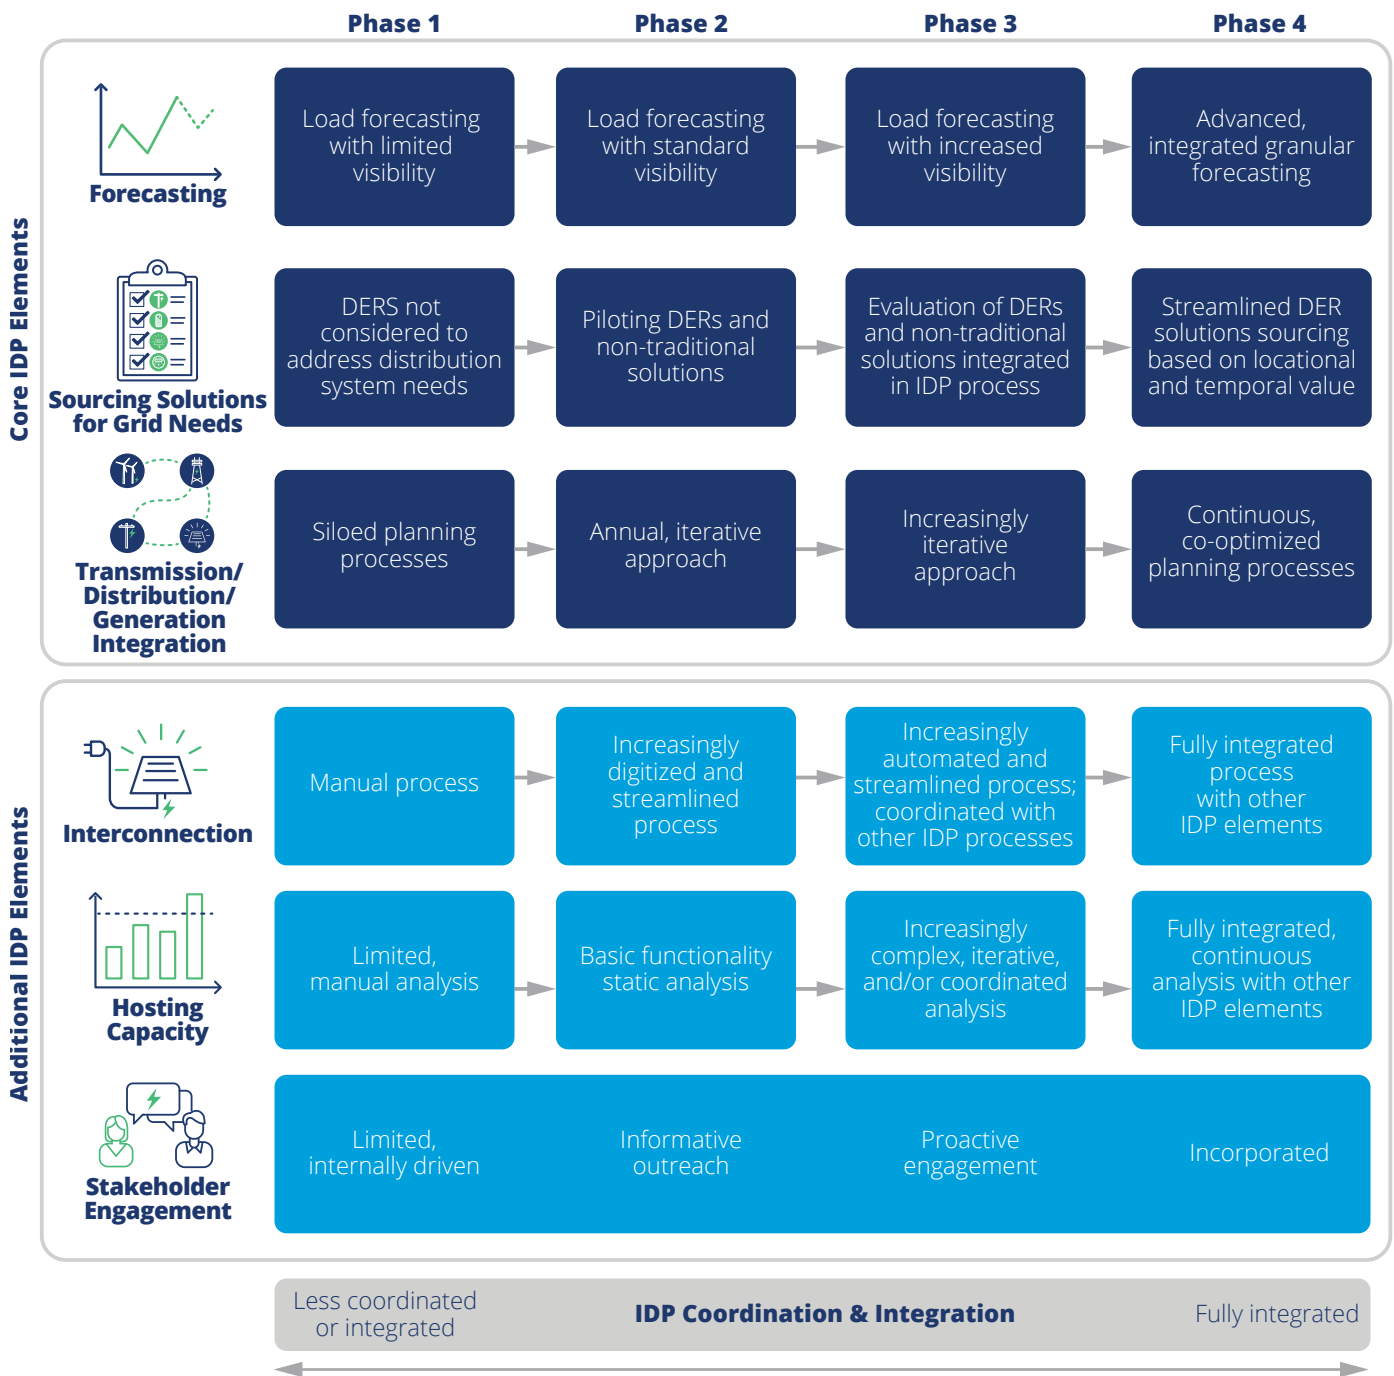 Phase 1
Phase 2
Phase 3
Phase 4
Core IDP Elements
Forecasting
Load forecasting
with limited
visibility
Load forecasting
with standard
visibility
Load forecasting
with increased
visibility
Advanced,
integrated granular
forecasting
Sourcing Solutions
for Grid Needs
DERS not
considered to
address distribution
system needs
Piloting DERs and
non-traditional
solutions
Evaluation of DERs
and non-traditional
solutions integrated
in IDP process
Streamlined DER
solutions sourcing
based on locational
and temporal value
Transmission/
Distribution/
Generation
Integration
Siloed planning
processes
Annual, iterative
approach
Increasingly
iterative
approach
Continuous,
co-optimized
planning processes
Additional IDP Elements
Interconnection
Manual process
Increasingly
digitized and
streamlined
process
Increasingly
automated and
streamlined process;
coordinated with
other IDP processes
Fully integrated
process
with other
IDP elements
Hosting
Capacity
Limited,
manual analysis
Basic functionality
static analysis
Increasingly
complex, iterative,
and/or coordinated
analysis
Fully integrated,
continuous
analysis with other
IDP elements
Stakeholder
Engagement
Limited,
internally driven
Informative
outreach
Proactive
engagement
Incorporated
Less coordinated
or integrated
IDP Coordination & Integration
Fully integrated